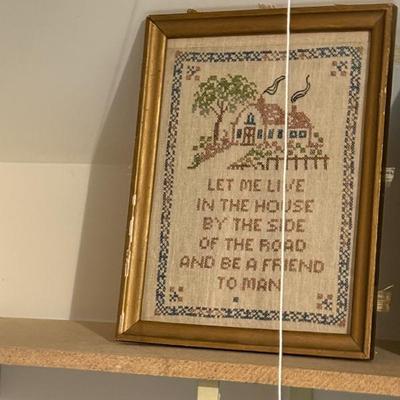 LET ME LIVE
IN THE HOUSE
BY THE SIDE
OF THE ROAD
AND BE A FRIEND
TO MAN